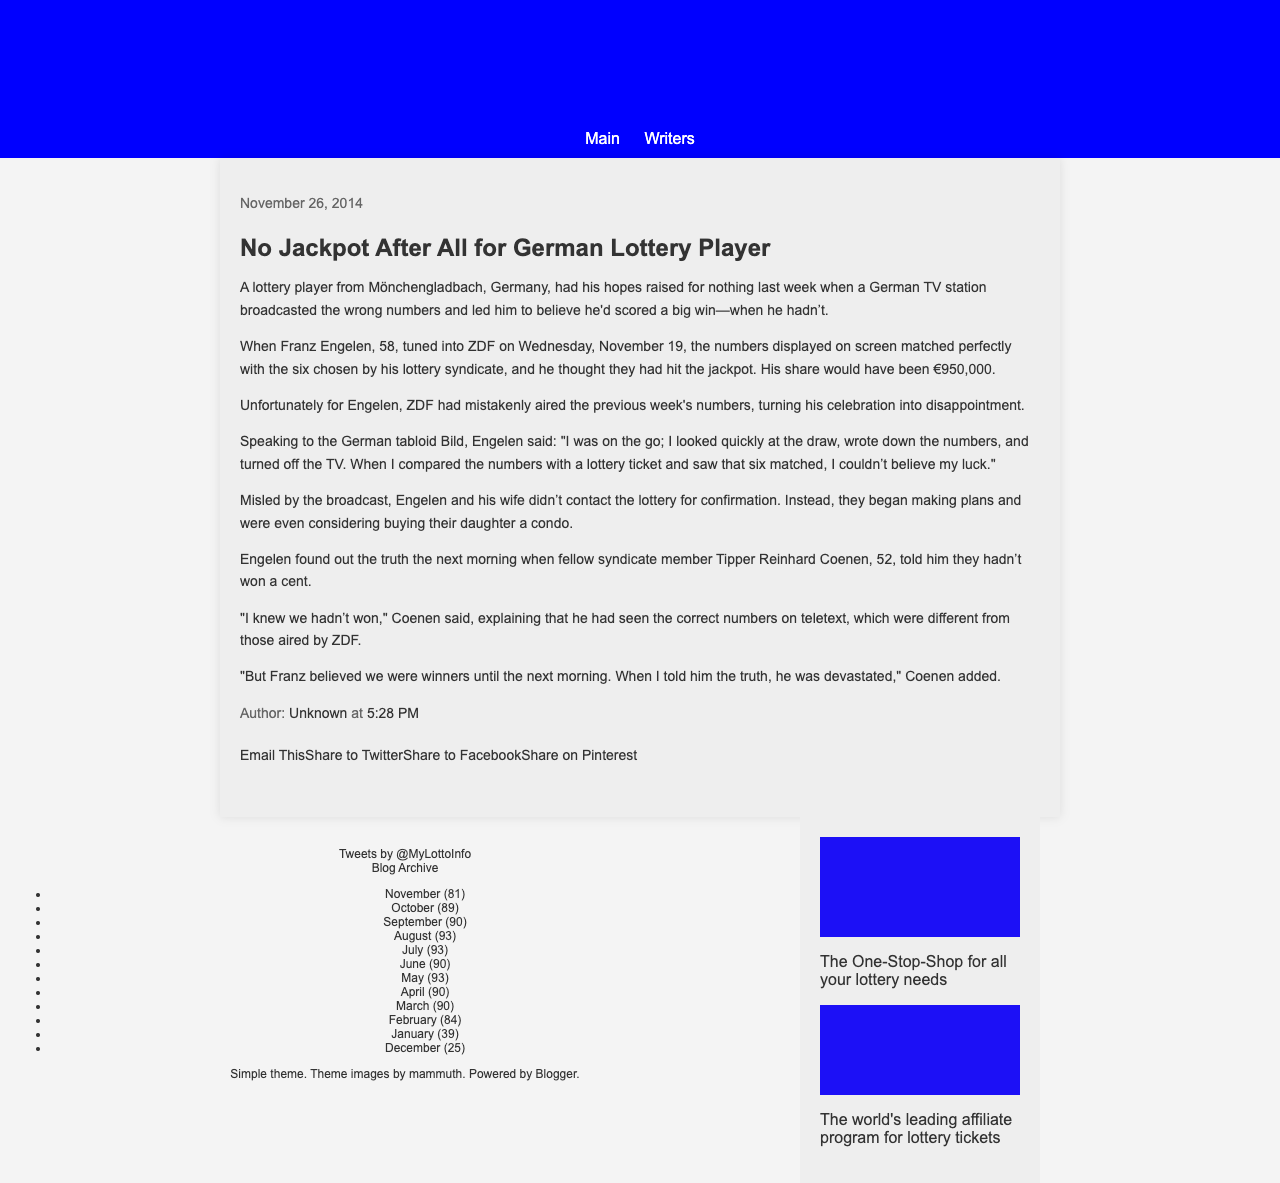 Main Writers
November 26, 2014
No Jackpot After All for German Lottery Player
A lottery player from Mönchengladbach, Germany, had his hopes raised for nothing last week when a German TV station
broadcasted the wrong numbers and led him to believe he'd scored a big win—when he hadn’t.
When Franz Engelen, 58, tuned into ZDF on Wednesday, November 19, the numbers displayed on screen matched perfectly
with the six chosen by his lottery syndicate, and he thought they had hit the jackpot. His share would have been €950,000.
Unfortunately for Engelen, ZDF had mistakenly aired the previous week's numbers, turning his celebration into disappointment.
Speaking to the German tabloid Bild, Engelen said: "I was on the go; I looked quickly at the draw, wrote down the numbers, and
turned off the TV. When I compared the numbers with a lottery ticket and saw that six matched, I couldn’t believe my luck."
Misled by the broadcast, Engelen and his wife didn’t contact the lottery for confirmation. Instead, they began making plans and
were even considering buying their daughter a condo.
Engelen found out the truth the next morning when fellow syndicate member Tipper Reinhard Coenen, 52, told him they hadn’t
won a cent.
"I knew we hadn’t won," Coenen said, explaining that he had seen the correct numbers on teletext, which were different from
those aired by ZDF.
"But Franz believed we were winners until the next morning. When I told him the truth, he was devastated," Coenen added.
Author: Unknown at 5:28 PM
Email ThisShare to TwitterShare to FacebookShare on Pinterest
Tweets by @MyLottoInfo
Blog Archive
November (81)
October (89)
September (90)
August (93)
July (93)
June (90)
May (93)
April (90)
March (90)
February (84)
January (39)
December (25)
Simple theme. Theme images by mammuth. Powered by Blogger.
The One-Stop-Shop for all
your lottery needs
The world's leading affiliate
program for lottery tickets